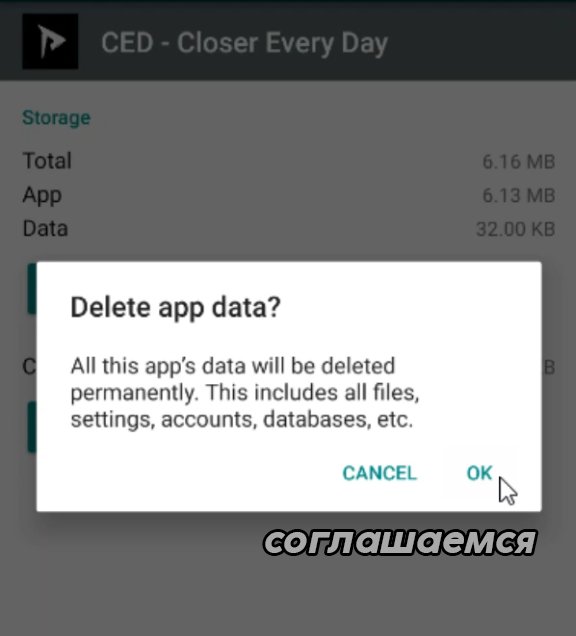 CED - Closer Every Day
Storage
Total 6.16 MB
App 6.13 MB
Data 32.00 KB
Delete app data?
All this app's data will be deleted
permanently. This includes all files,
settings, accounts, databases, etc.
C B
CANCEL OK
соглашаемся